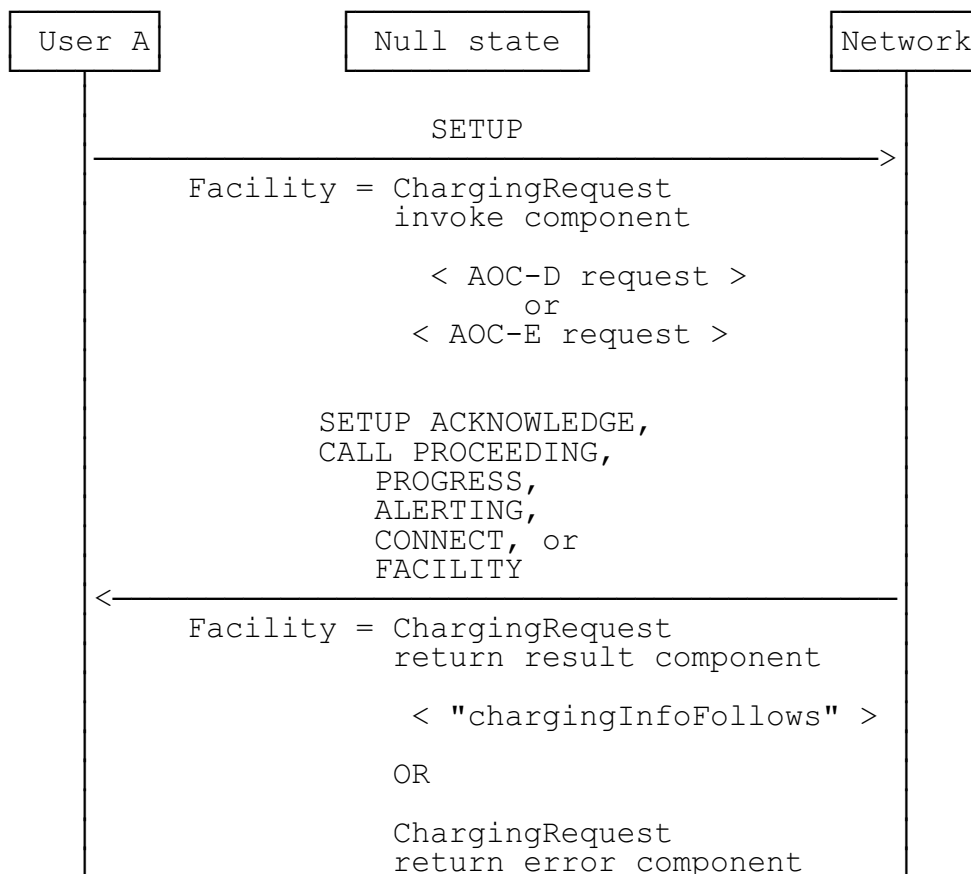 User A Null state Network
SETUP
Facility = ChargingRequest
invoke component
< AOC-D request >
or
< AOC-E request >
SETUP ACKNOWLEDGE,
CALL PROCEEDING,
PROGRESS,
ALERTING,
CONNECT, or
FACILITY
Facility = ChargingRequest
return result component
< "chargingInfoFollows" >
OR
ChargingRequest
return error component